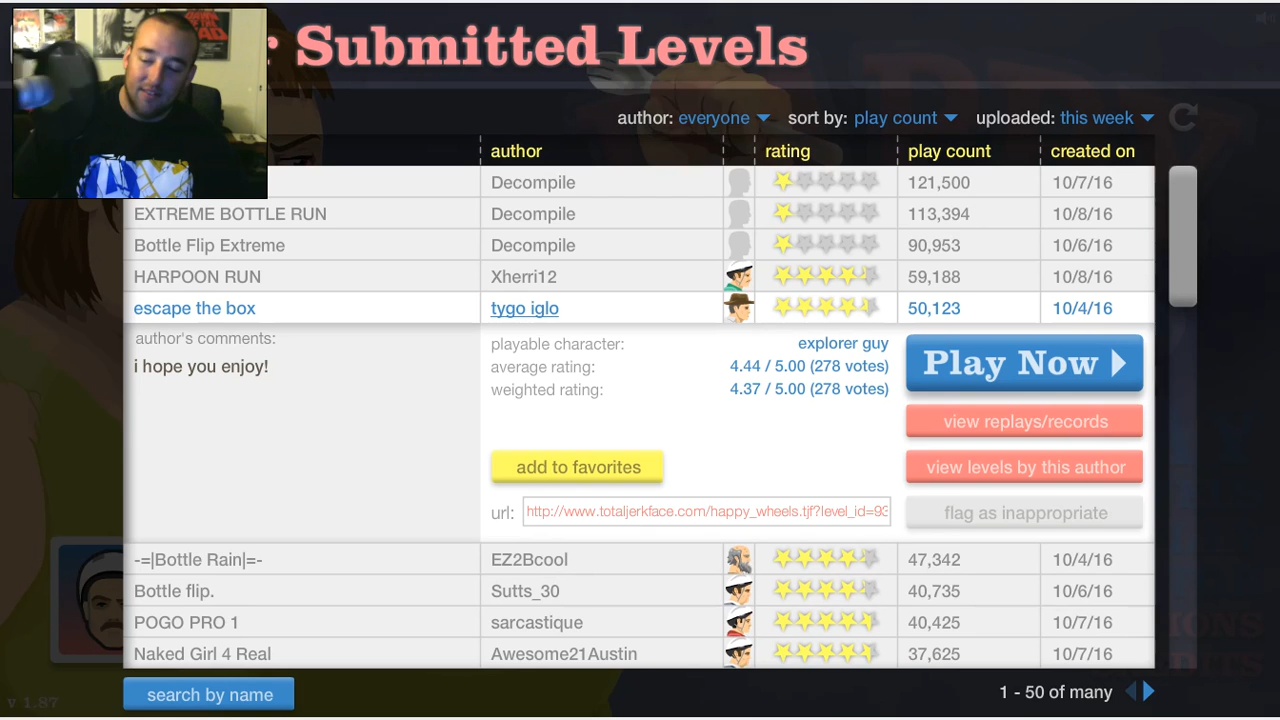 Submitted Levels
author: everyone sort by: play count uploaded: this week
author rating play count created on
Decompile 121,500 10/7/16
EXTREME BOTTLE RUN Decompile 113,394 10/8/16
Bottle Flip Extreme Decompile 90,953 10/6/16
HARPOON RUN Xherri12 59,188 10/8/16
escape the box tygo iglo 50,123 10/4/16
author's comments:
i hope you enjoy!
playable character: explorer guy
average rating: 4.44 / 5.00 (278 votes)
weighted rating: 4.37 / 5.00 (278 votes)
Play Now
view replays/records
add to favorites
view levels by this author
url: http://www.totaljerkface.com/happy_wheels.tjf?level_id=93
flag as inappropriate
-=|Bottle Rain|=- EZ2Bcool 47,342 10/4/16
Bottle flip. Sutts_30 40,735 10/6/16
POGO PRO 1 sarcastique 40,425 10/7/16
Naked Girl 4 Real Awesome21Austin 37,625 10/7/16
search by name
1 - 50 of many
v 1.87